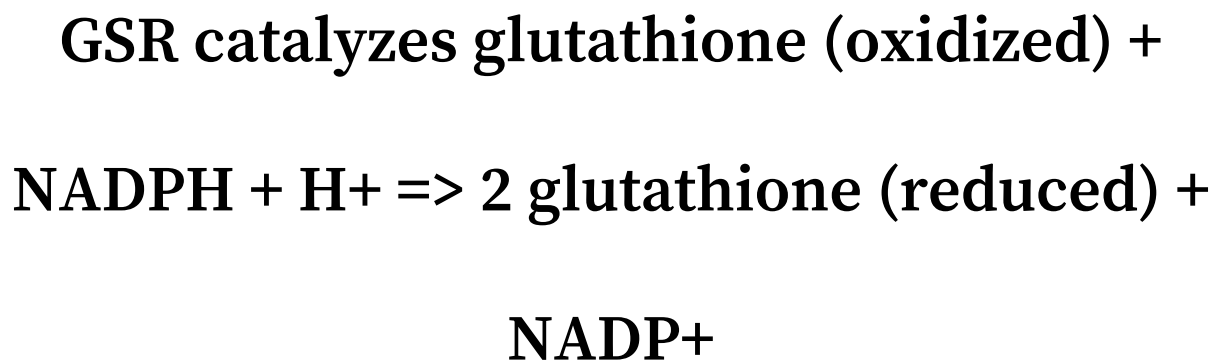 GSR catalyzes glutathione (oxidized) +
NADPH + H+ => 2 glutathione (reduced) +
NADP+